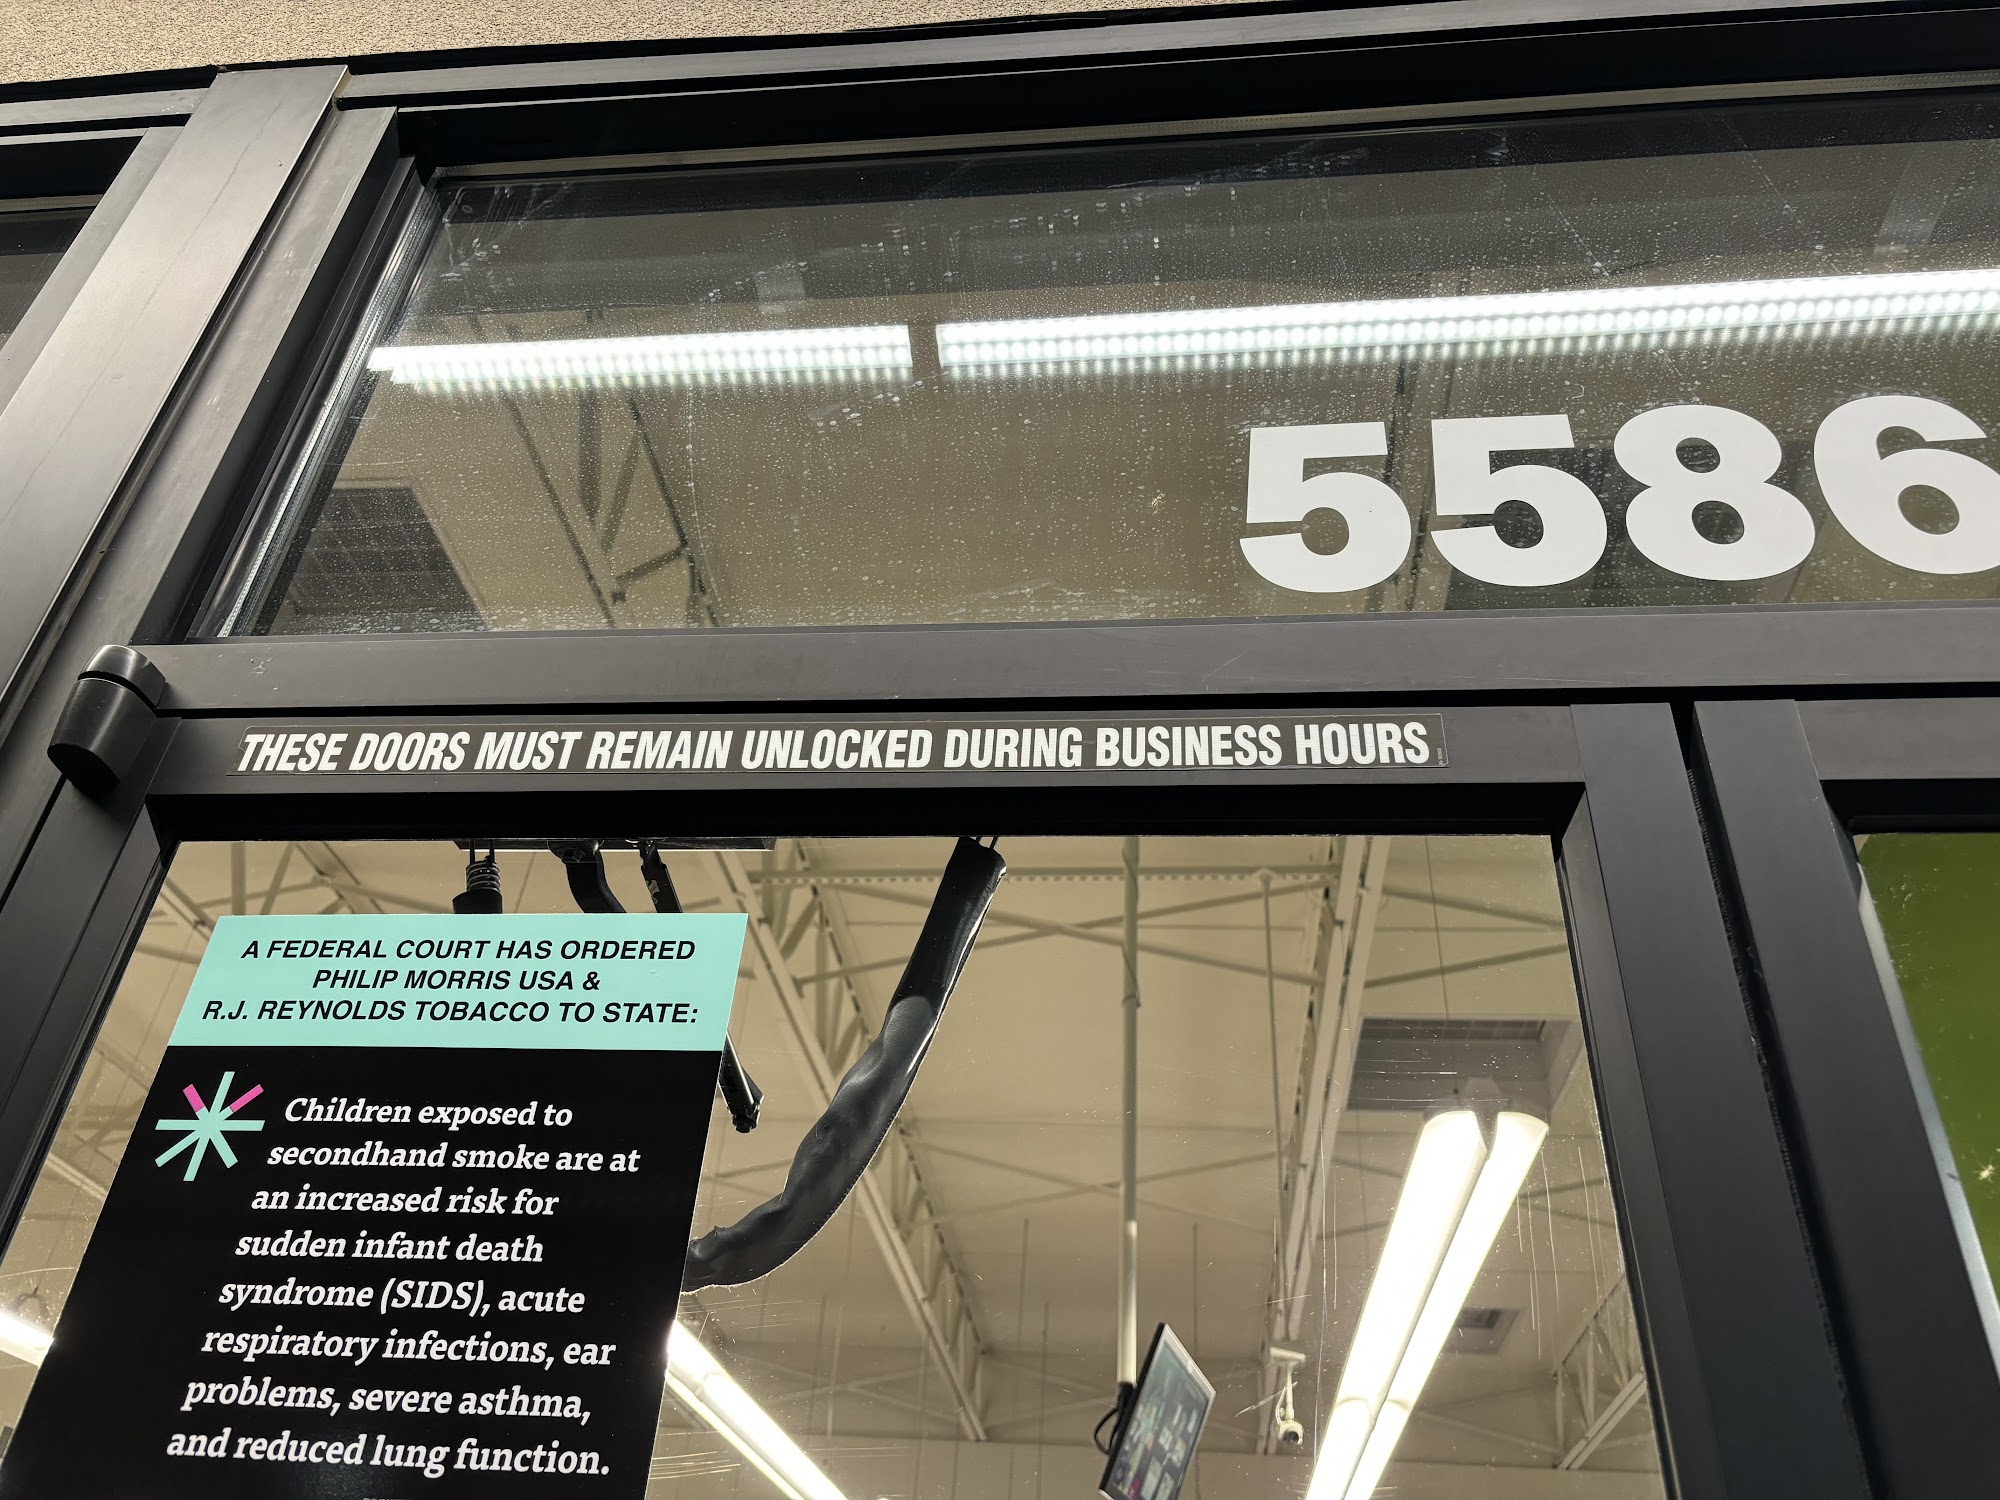 5586
THESE DOORS MUST REMAIN UNLOCKED DURING BUSINESS HOURS
A FEDERAL COURT HAS ORDERED
PHILIP MORRIS USA &
R.J. REYNOLDS TOBACCO TO STATE:
Children exposed to
secondhand smoke are at
an increased risk for
sudden infant death
syndrome (SIDS), acute
respiratory infections, ear
problems, severe asthma,
and reduced lung function.